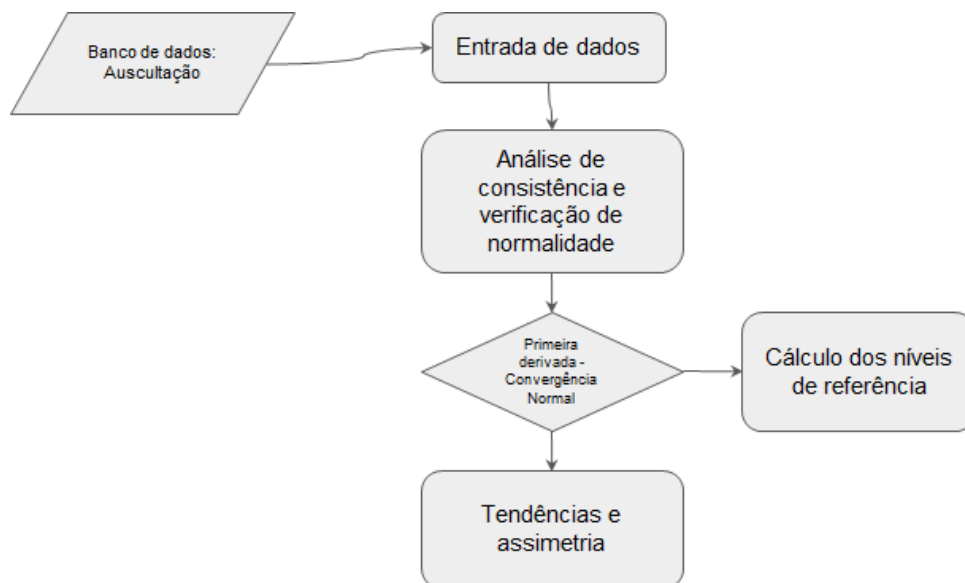 Banco de dados:
Auscultação
Entrada de dados
Análise de
consistência e
verificação de
normalidade
Primeira
derivada -
Convergência
Normal
Cálculo dos níveis
de referência
Tendências e
assimetria